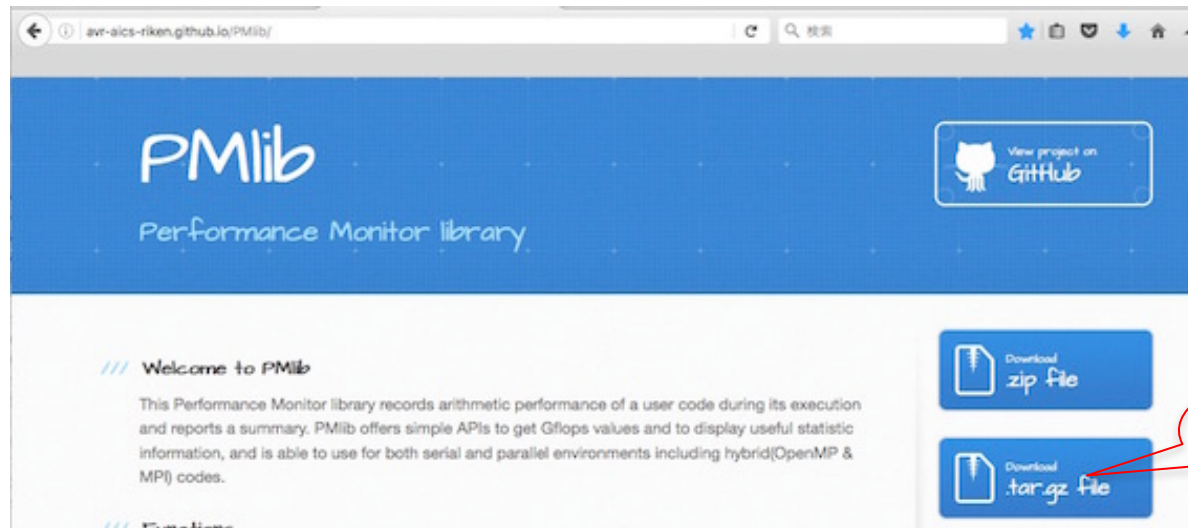 avr-aics-riken.github.io/PMlib/
検索
PMlib
Performance Monitor library
View project on
GitHub
/// Welcome to PMlib
This Performance Monitor library records arithmetic performance of a user code during its execution
and reports a summary. PMlib offers simple APIs to get Gflops values and to display useful statistic
information, and is able to use for both serial and parallel environments including hybrid(OpenMP &
MPI) codes.
Download
zip file
Download
.tar.gz file
/// Functions